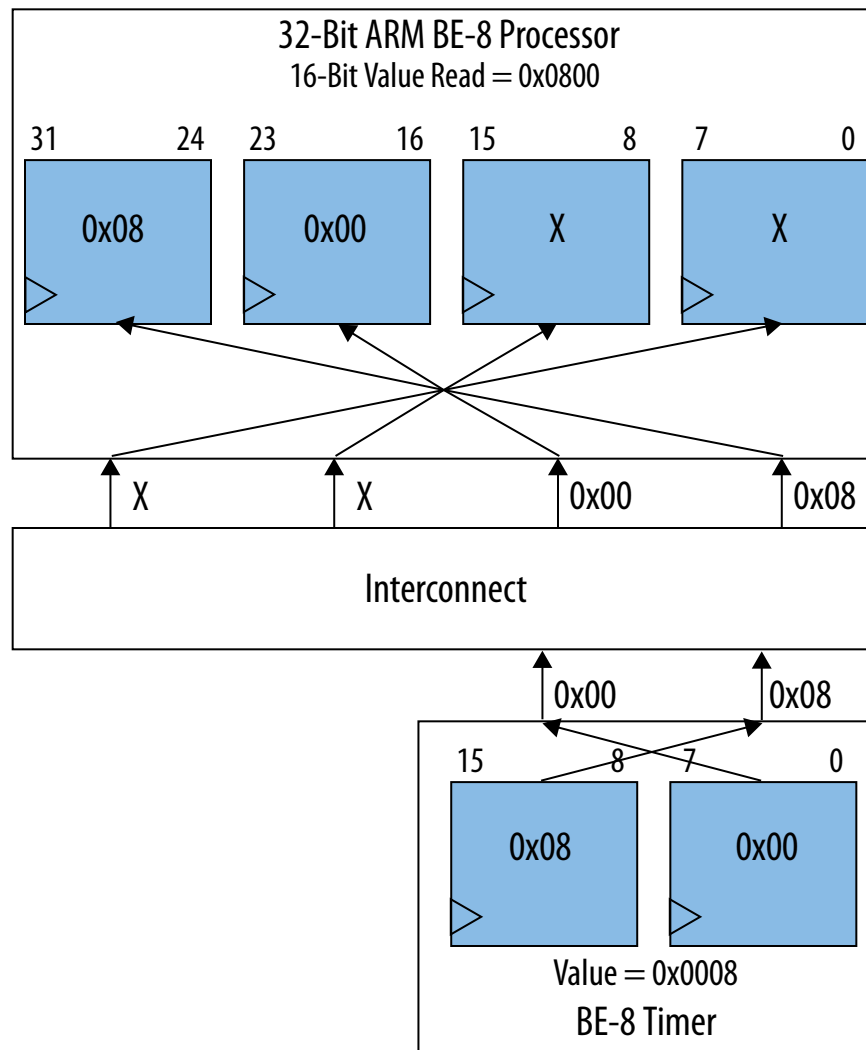 32-Bit ARM BE-8 Processor
16-Bit Value Read = 0x0800
31 24 23 16 15 8 7 0
0x08 0x00 X X
X X 0x00 0x08
Interconnect
0x00 0x08
15 8 7 0
0x08 0x00
Value = 0x0008
BE-8 Timer